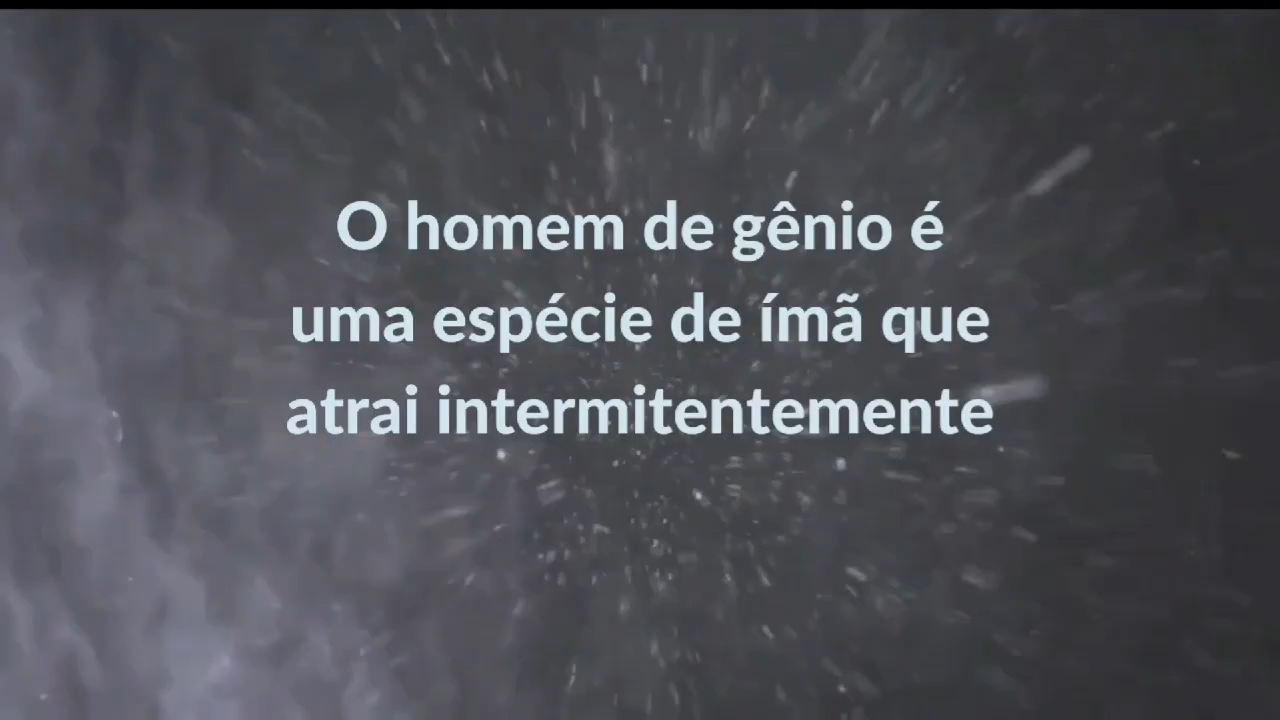 O homem de gênio é
uma espécie de ímã que
atrai intermitentemente